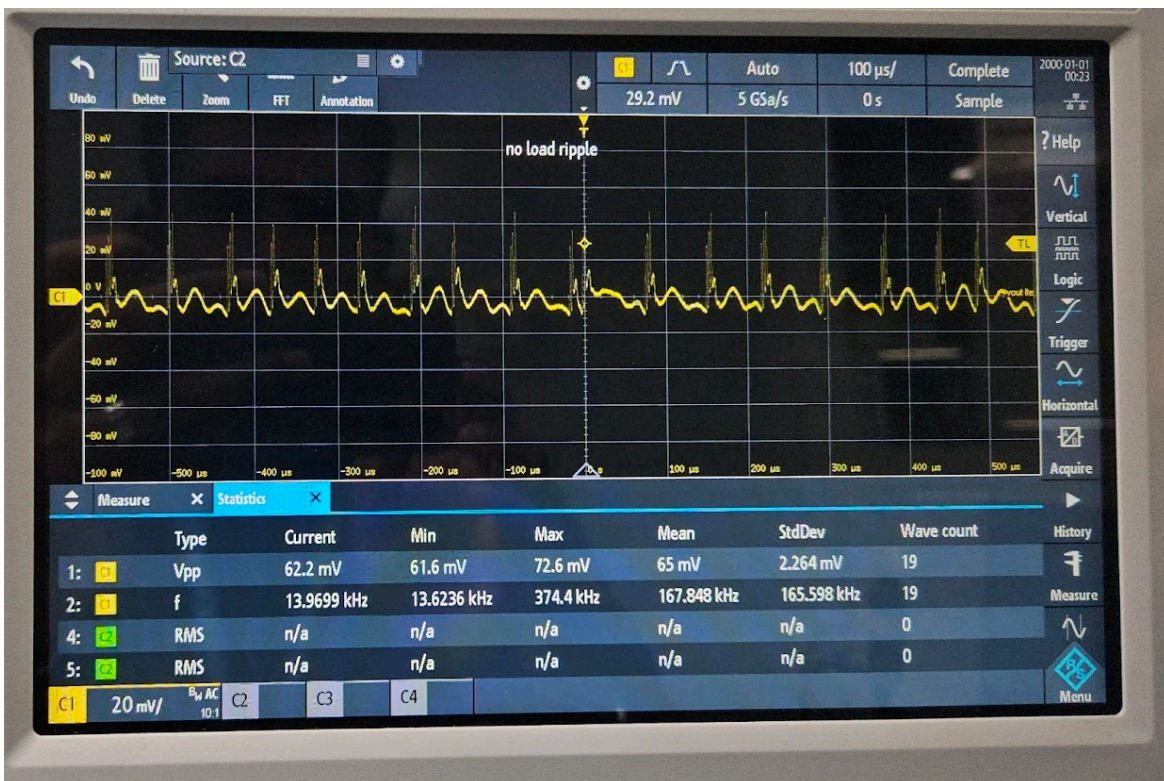 Undo
Delete
Source: C2
Zoom
FFT
Annotation
C1
Auto
100 µs/
Complete
29.2 mV
5 GSa/s
0 s
Sample
2000-01-01
00:23
? Help
Vertical
Logic
Trigger
Horizontal
Acquire
History
Measure
Menu
T
no load ripple
80 mV
60 mV
40 mV
20 mV
0 V
-20 mV
-40 mV
-60 mV
-80 mV
-100 mV
C1
TL
-500 µs
-400 µs
-300 µs
-200 µs
-100 µs
100 µs
200 µs
300 µs
400 µs
500 µs
Measure
Statistics
Type Current Min Max Mean StdDev Wave count
1: C1 Vpp 62.2 mV 61.6 mV 72.6 mV 65 mV 2.264 mV 19
2: C1 f 13.9699 kHz 13.6236 kHz 374.4 kHz 167.848 kHz 165.598 kHz 19
4: C2 RMS n/a n/a n/a n/a n/a 0
5: C2 RMS n/a n/a n/a n/a n/a 0
C1 20 mV/ BW AC
10:1
C2
C3
C4
R&S